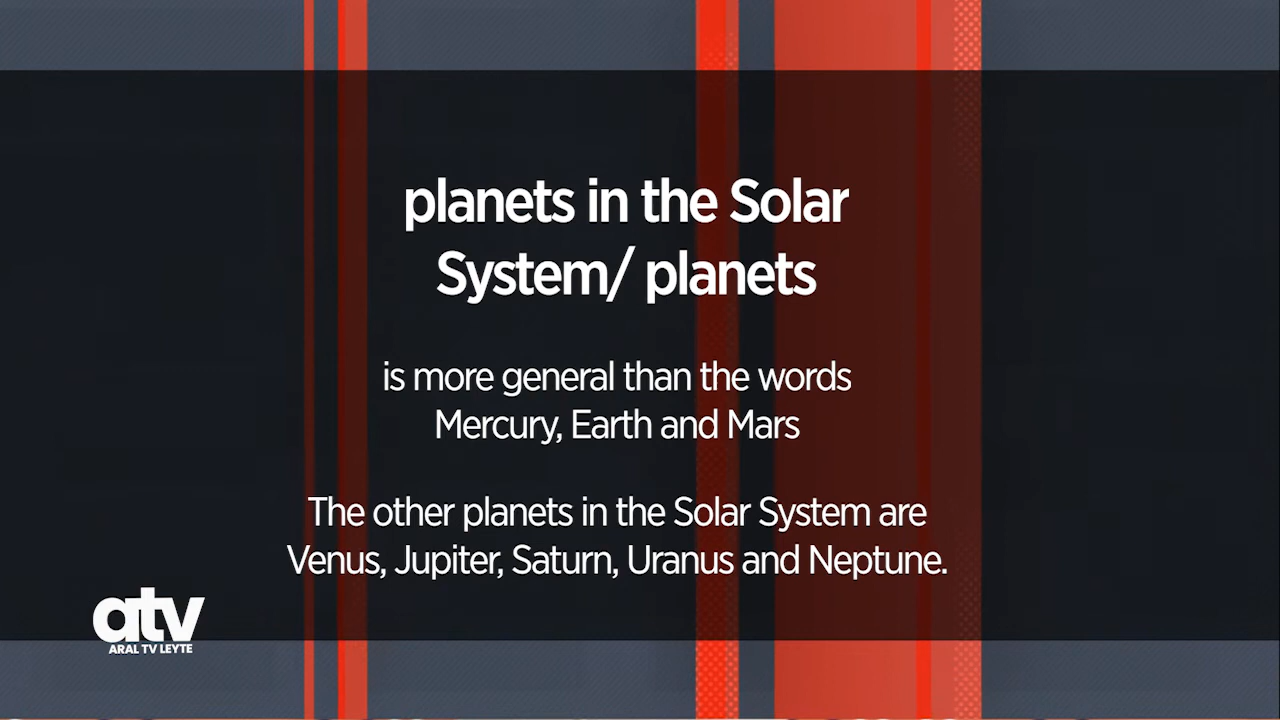 planets in the Solar
System/ planets
is more general than the words
Mercury, Earth and Mars
The other planets in the Solar System are
Venus, Jupiter, Saturn, Uranus and Neptune.
atv
ARAL TV LEYTE